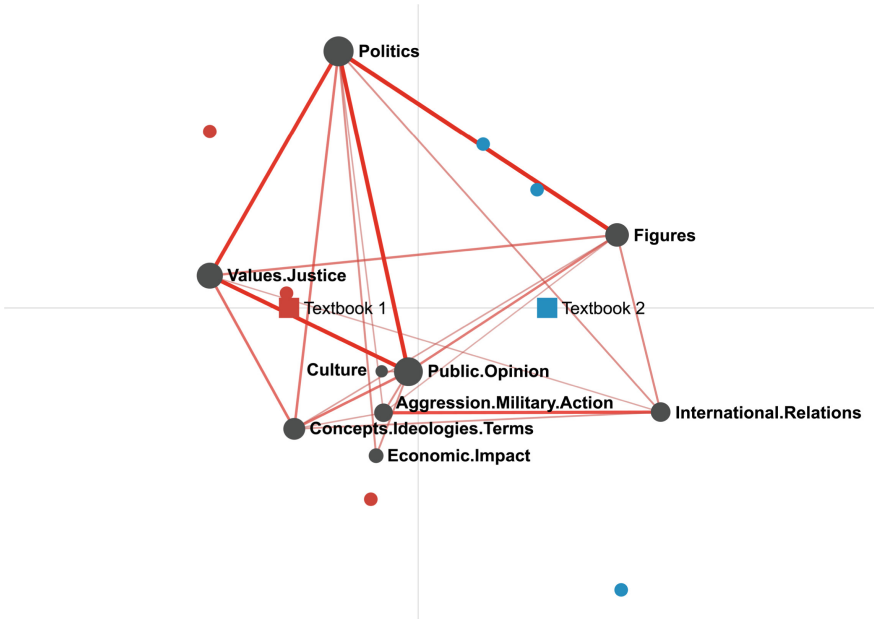 Politics
Figures
Values.Justice
Textbook 1
Textbook 2
Culture
Public.Opinion
Aggression.Military.Action
International.Relations
Concepts.Ideologies.Terms
Economic.Impact